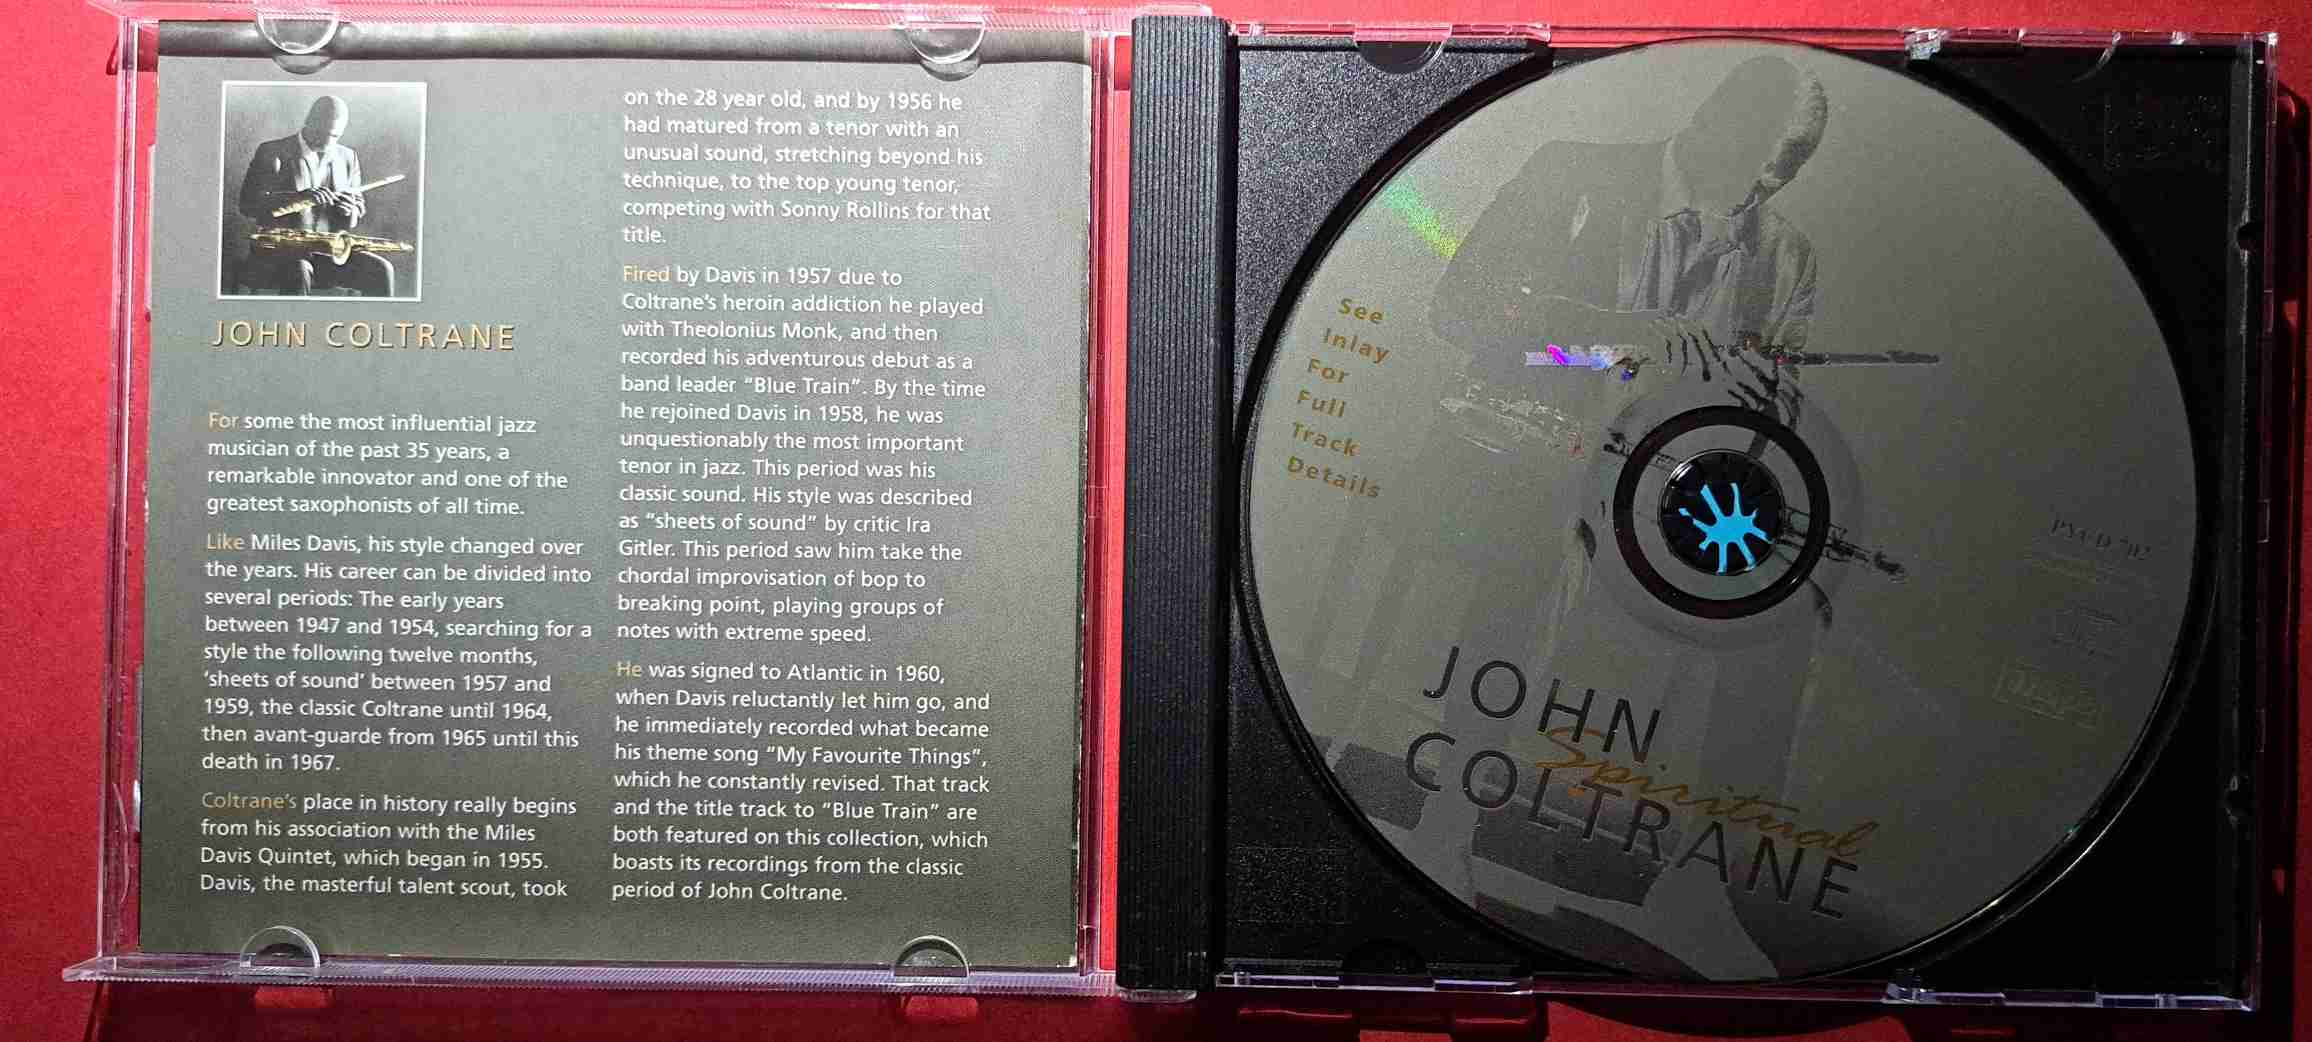 JOHN COLTRANE
For some the most influential jazz
musician of the past 35 years, a
remarkable innovator and one of the
greatest saxophonists of all time.
Like Miles Davis, his style changed over
the years. His career can be divided into
several periods: The early years
between 1947 and 1954, searching for a
style the following twelve months,
‘sheets of sound’ between 1957 and
1959, the classic Coltrane until 1964,
then avant-guarde from 1965 until this
death in 1967.
Coltrane’s place in history really begins
from his association with the Miles
Davis Quintet, which began in 1955.
Davis, the masterful talent scout, took
on the 28 year old, and by 1956 he
had matured from a tenor with an
unusual sound, stretching beyond his
technique, to the top young tenor,
competing with Sonny Rollins for that
title.
Fired by Davis in 1957 due to
Coltrane’s heroin addiction he played
with Theolonius Monk, and then
recorded his adventurous debut as a
band leader “Blue Train”. By the time
he rejoined Davis in 1958, he was
unquestionably the most important
tenor in jazz. This period was his
classic sound. His style was described
as “sheets of sound” by critic Ira
Gitler. This period saw him take the
chordal improvisation of bop to
breaking point, playing groups of
notes with extreme speed.
He was signed to Atlantic in 1960,
when Davis reluctantly let him go, and
he immediately recorded what became
his theme song “My Favourite Things”,
which he constantly revised. That track
and the title track to “Blue Train” are
both featured on this collection, which
boasts its recordings from the classic
period of John Coltrane.
See
Inlay
For
Full
Track
Details
JOHN
Spiritual
COLTRANE